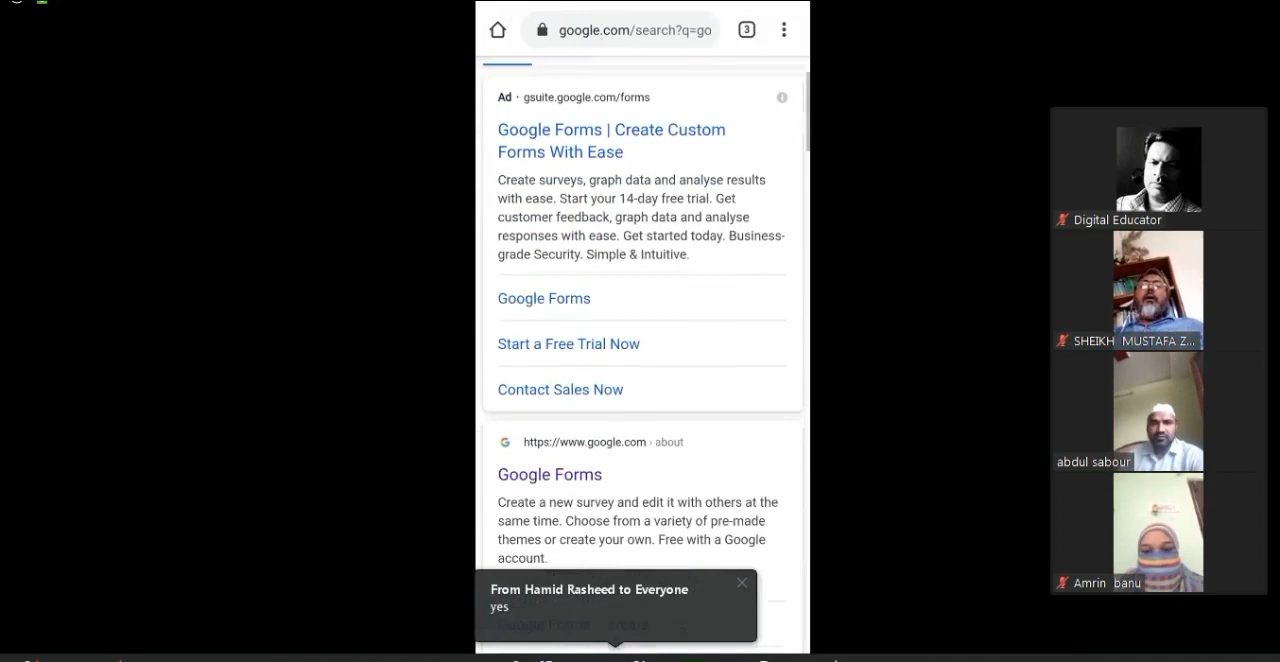 google.com/search?q=go
3
Ad · gsuite.google.com/forms
Google Forms | Create Custom
Forms With Ease
Create surveys, graph data and analyse results
with ease. Start your 14-day free trial. Get
customer feedback, graph data and analyse
responses with ease. Get started today. Business-
grade Security. Simple & Intuitive.
Google Forms
Start a Free Trial Now
Contact Sales Now
https://www.google.com › about
Google Forms
Create a new survey and edit it with others at the
same time. Choose from a variety of pre-made
themes or create your own. Free with a Google
account.
From Hamid Rasheed to Everyone
yes
Digital Educator
SHEIKH MUSTAFA Z...
abdul sabour
Amrin banu